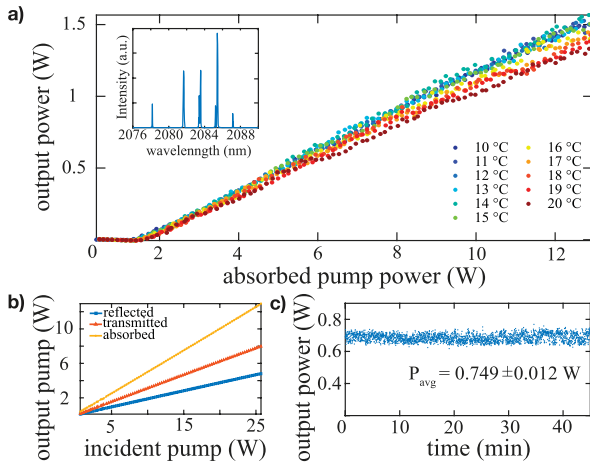 a)
output power (W)
1.5
1
0.5
2
4
6
8
10
12
absorbed pump power (W)
Intensity (a.u.)
2076
2080
2084
2088
wavelenngth (nm)
10 °C
11 °C
12 °C
13 °C
14 °C
15 °C
16 °C
17 °C
18 °C
19 °C
20 °C
b)
output pump (W)
10
6
4
2
reflected
transmitted
absorbed
5
15
20
25
incident pump (W)
c)
Output power (W)
0.8
0.6
0.4
P avg = 0.749 ±0.012 W
0
10
20
30
40
time (min)